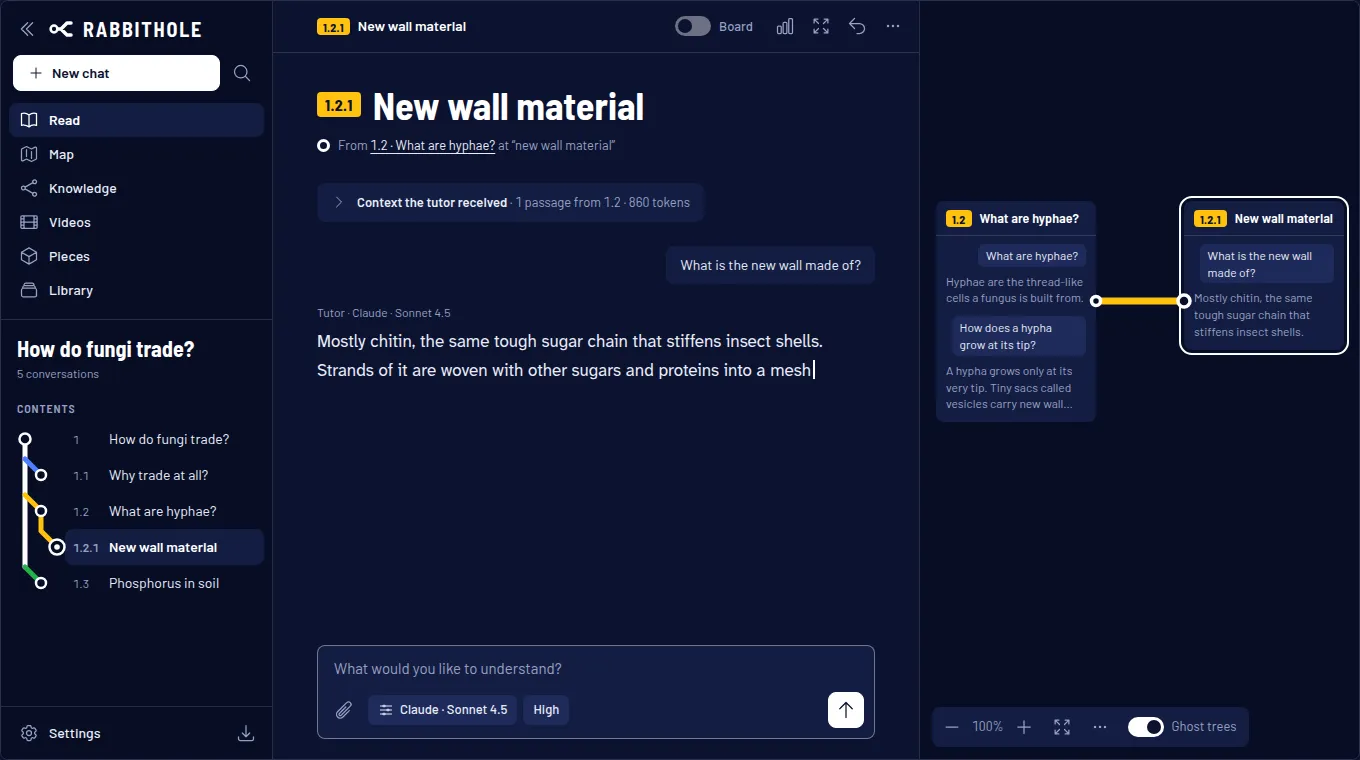 RABBITHOLE
New chat
Read
Map
Knowledge
Videos
Pieces
Library
How do fungi trade?
5 conversations
CONTENTS
1 How do fungi trade?
1.1 Why trade at all?
1.2 What are hyphae?
1.2.1 New wall material
1.3 Phosphorus in soil
Settings
1.2.1 New wall material
Board
1.2.1 New wall material
From 1.2 · What are hyphae? at “new wall material”
Context the tutor received · 1 passage from 1.2 · 860 tokens
What is the new wall made of?
Tutor · Claude · Sonnet 4.5
Mostly chitin, the same tough sugar chain that stiffens insect shells.
Strands of it are woven with other sugars and proteins into a mesh
What would you like to understand?
Claude · Sonnet 4.5
High
1.2 What are hyphae?
What are hyphae?
Hyphae are the thread-like
cells a fungus is built from.
How does a hypha
grow at its tip?
A hypha grows only at its
very tip. Tiny sacs called
vesicles carry new wall...
1.2.1 New wall material
What is the new wall
made of?
Mostly chitin, the same
tough sugar chain that
stiffens insect shells.
100%
Ghost trees